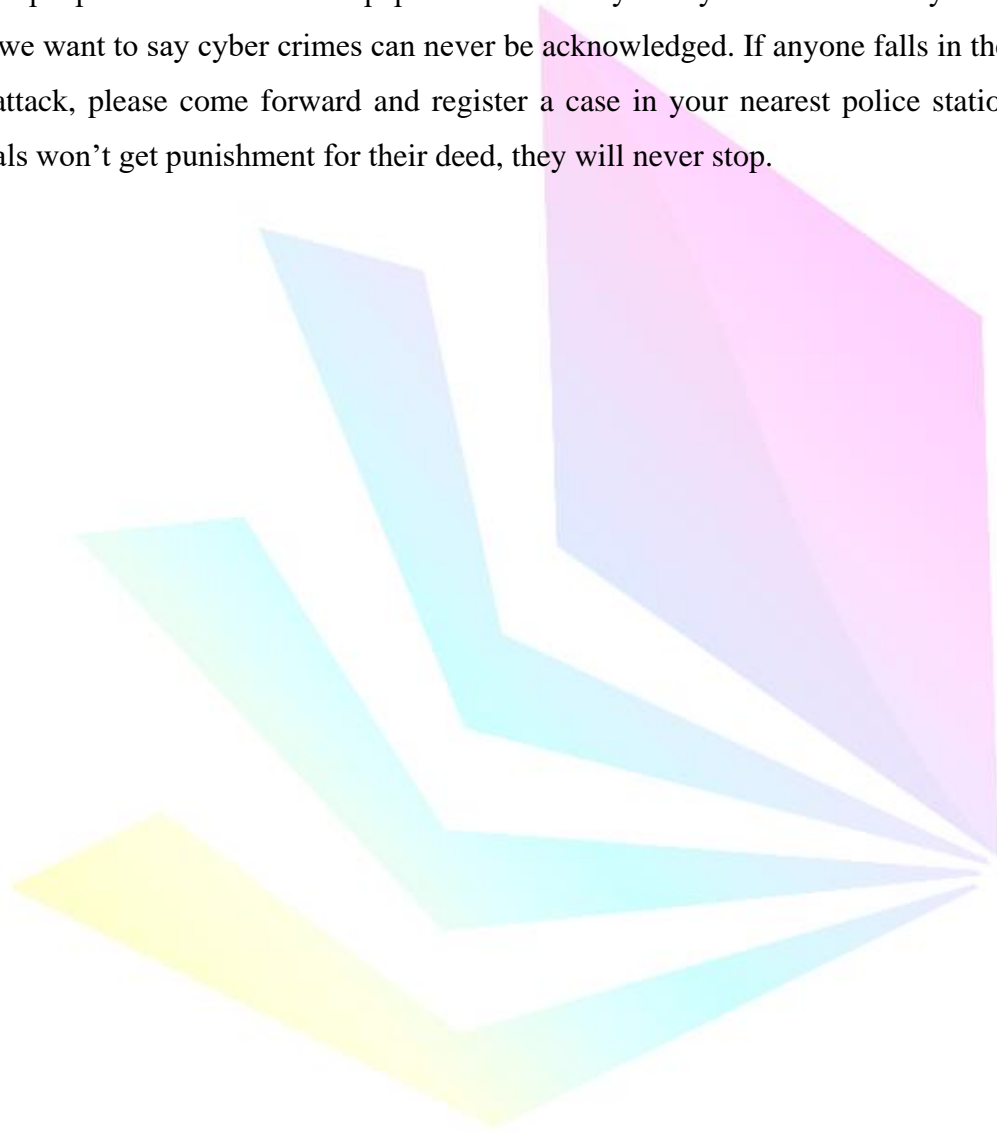 we want to say cyber crimes can never be acknowledged. If anyone falls in the
attack, please come forward and register a case in your nearest police statio
als won't get punishment for their deed, they will never stop.